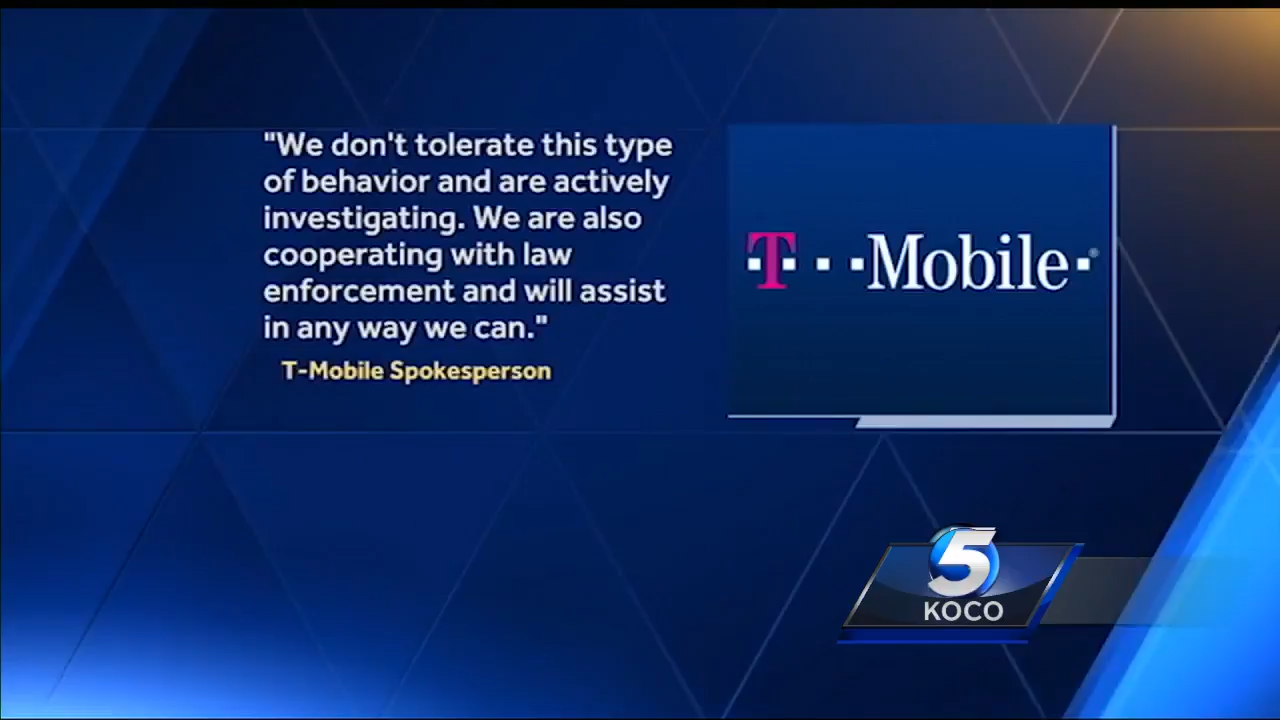 "We don't tolerate this type
of behavior and are actively
investigating. We are also
cooperating with law
enforcement and will assist
in any way we can."
T-Mobile Spokesperson
T··Mobile·®
5
KOCO